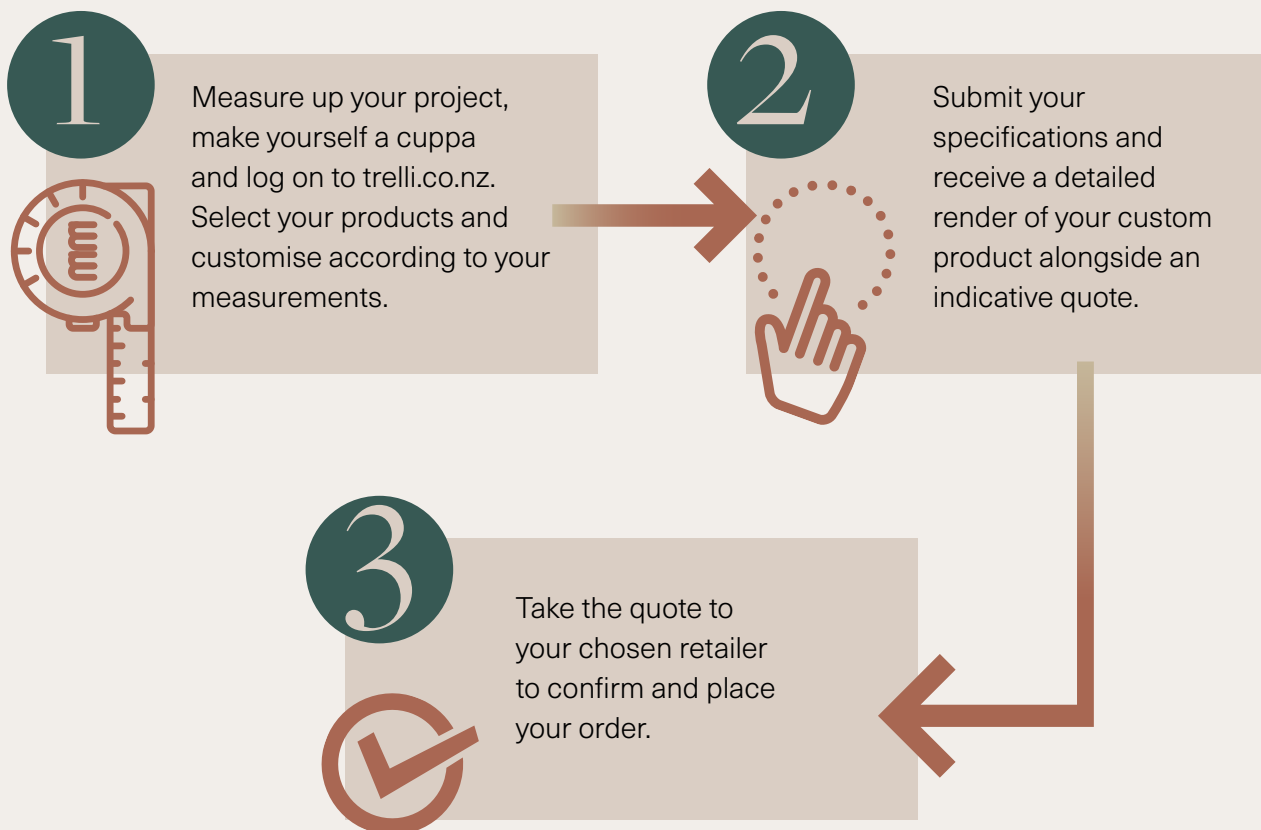 1
Measure up your project,
make yourself a cuppa
and log on to trelli.co.nz.
Select your products and
customise according to your
measurements.
2
Submit your
specifications and
receive a detailed
render of your custom
product alongside an
indicative quote.
3
Take the quote to
your chosen retailer
to confirm and place
your order.